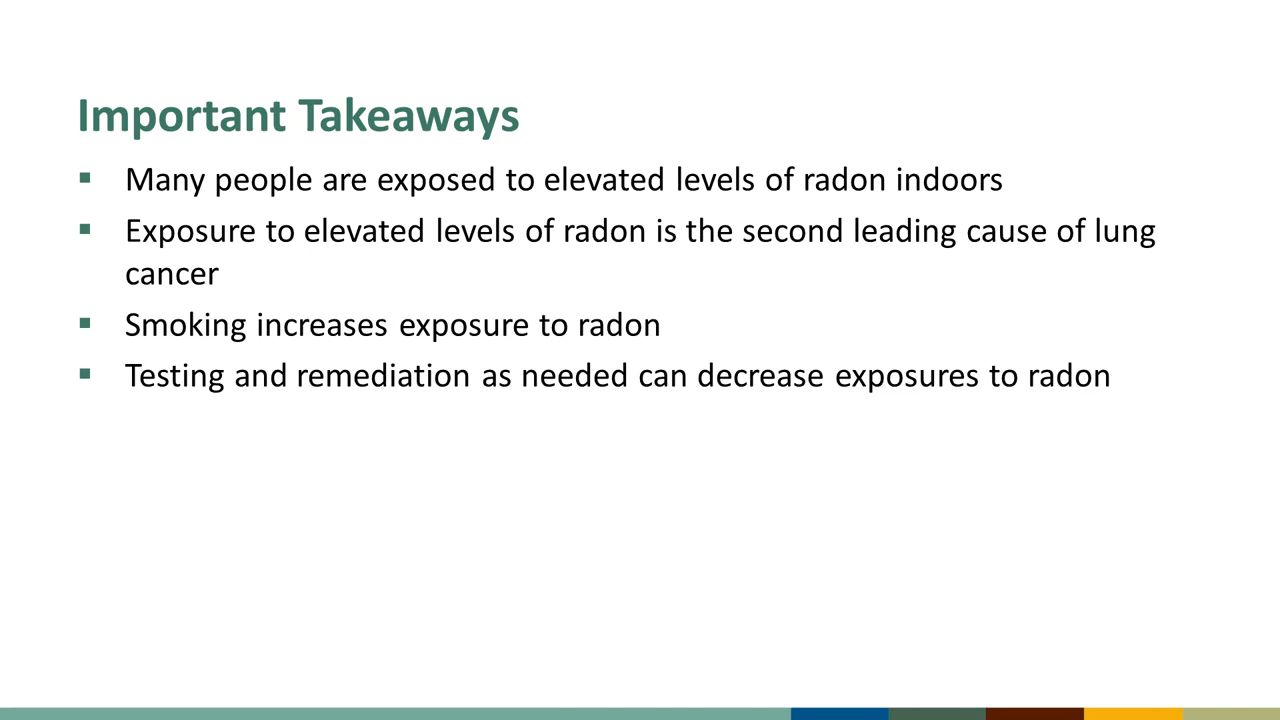 Important Takeaways
▪ Many people are exposed to elevated levels of radon indoors
▪ Exposure to elevated levels of radon is the second leading cause of lung
cancer
▪ Smoking increases exposure to radon
▪ Testing and remediation as needed can decrease exposures to radon